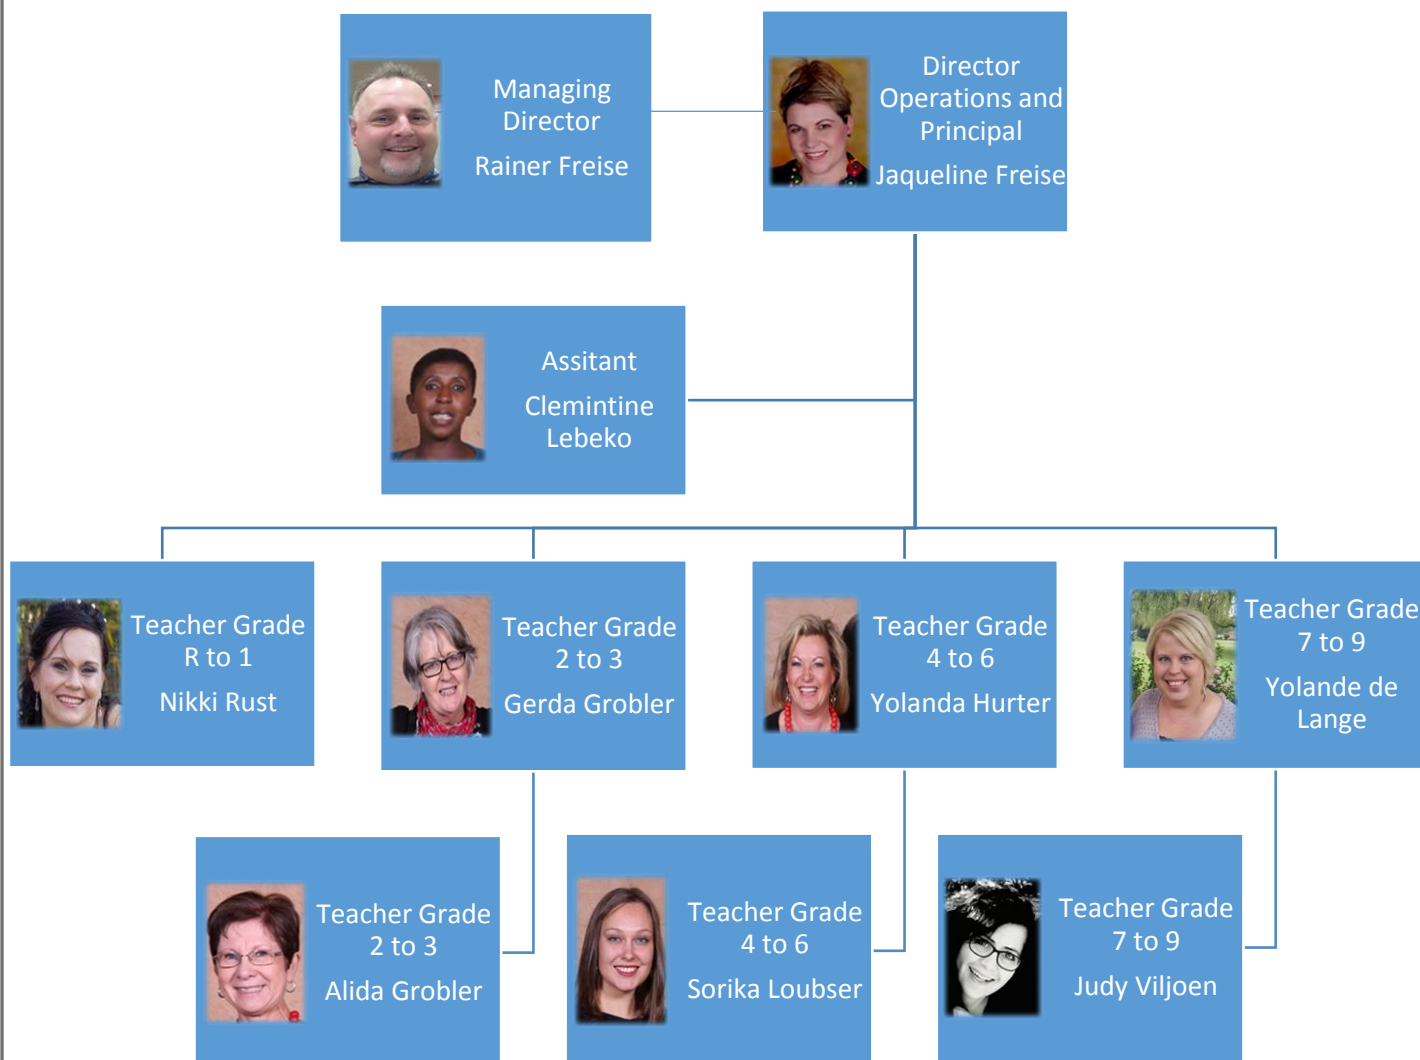 Managing
Director
Rainer Freise
Director
Operations and
Principal
Jaqueline Freise
Assitant
Clemintine
Lebeko
Teacher Grade
R to 1
Nikki Rust
Teacher Grade
2 to 3
Gerda Grobler
Teacher Grade
4 to 6
Yolanda Hurter
Teacher Grade
7 to 9
Yolande de
Lange
Teacher Grade
2 to 3
Alida Grobler
Teacher Grade
4 to 6
Sorika Loubser
Teacher Grade
7 to 9
Judy Viljoen